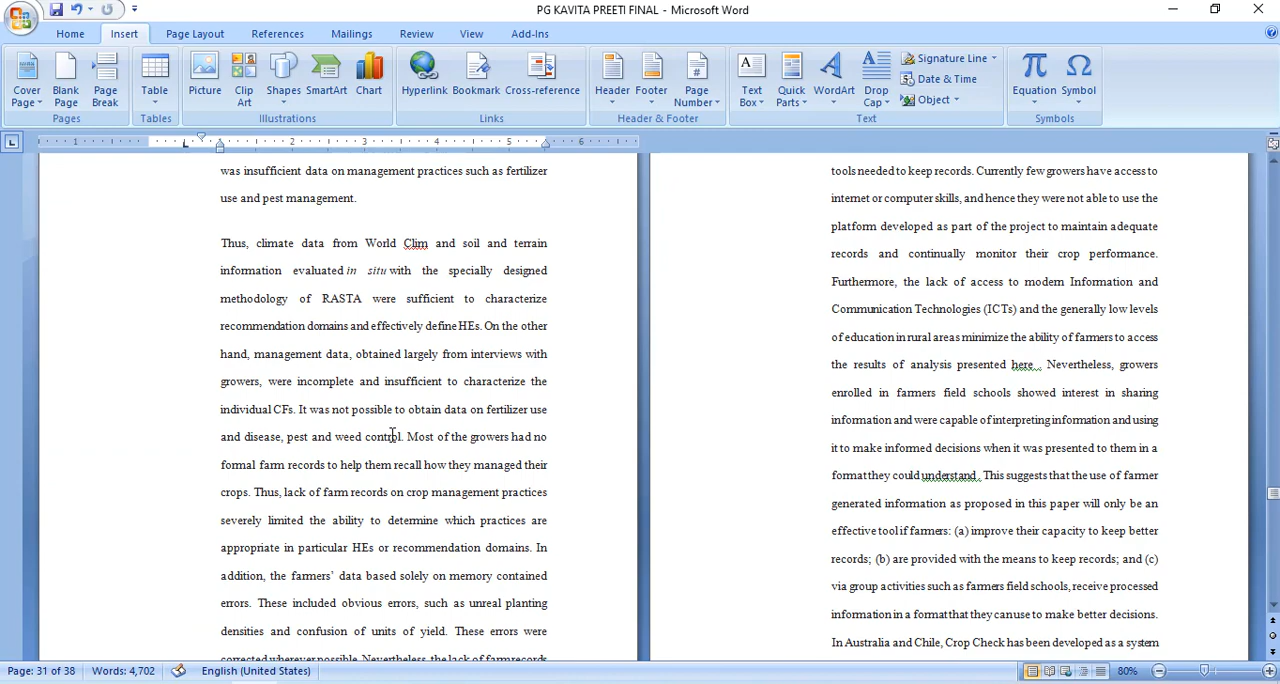 PG KAVITA PREETI FINAL - Microsoft Word
Home Insert Page Layout References Mailings Review View Add-Ins
Cover Page Blank Page Page Break Table Picture Clip Art Shapes SmartArt Chart Hyperlink Bookmark Cross-reference Header Footer Page Number Text Box Quick Parts WordArt Drop Cap Signature Line Date & Time Object Equation Symbol
Pages Tables Illustrations Links Header & Footer Text Symbols
1 1 2 3 4 5 6
was insufficient data on management practices such as fertilizer
use and pest management.
Thus, climate data from World Clim and soil and terrain
information evaluated in situ with the specially designed
methodology of RASTA were sufficient to characterize
recommendation domains and effectively define HEs. On the other
hand, management data, obtained largely from interviews with
growers, were incomplete and insufficient to characterize the
individual CFs. It was not possible to obtain data on fertilizer use
and disease, pest and weed control. Most of the growers had no
formal farm records to help them recall how they managed their
crops. Thus, lack of farm records on crop management practices
severely limited the ability to determine which practices are
appropriate in particular HEs or recommendation domains. In
addition, the farmers’ data based solely on memory contained
errors. These included obvious errors, such as unreal planting
densities and confusion of units of yield. These errors were
corrected wherever possible. Nevertheless, the lack of farm records
tools needed to keep records. Currently few growers have access to
internet or computer skills, and hence they were not able to use the
platform developed as part of the project to maintain adequate
records and continually monitor their crop performance.
Furthermore, the lack of access to modern Information and
Communication Technologies (ICTs) and the generally low levels
of education in rural areas minimize the ability of farmers to access
the results of analysis presented here . Nevertheless, growers
enrolled in farmers field schools showed interest in sharing
information and were capable of interpreting information and using
it to make informed decisions when it was presented to them in a
format they could understand . This suggests that the use of farmer
generated information as proposed in this paper will only be an
effective tool if farmers: (a) improve their capacity to keep better
records; (b) are provided with the means to keep records; and (c)
via group activities such as farmers field schools, receive processed
information in a format that they can use to make better decisions.
In Australia and Chile, Crop Check has been developed as a system
Page: 31 of 38 Words: 4,702 English (United States) 80%